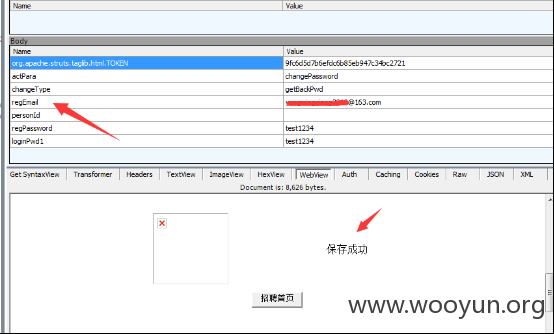 Name Value
Body
Name Value
org.apache.struts.taglib.html.TOKEN 9fc6d5d7b6efdc6b85eb947c34bc2721
actPara changePassword
changeType getBackPwd
regEmail @163.com
personId
regPassword test1234
loginPwd1 test1234
Get SyntaxView Transformer Headers TextView ImageView HexView WebView Auth Caching Cookies Raw JSON XML
Document is: 8,626 bytes.
保存成功
招聘首页
www.wooyun.org